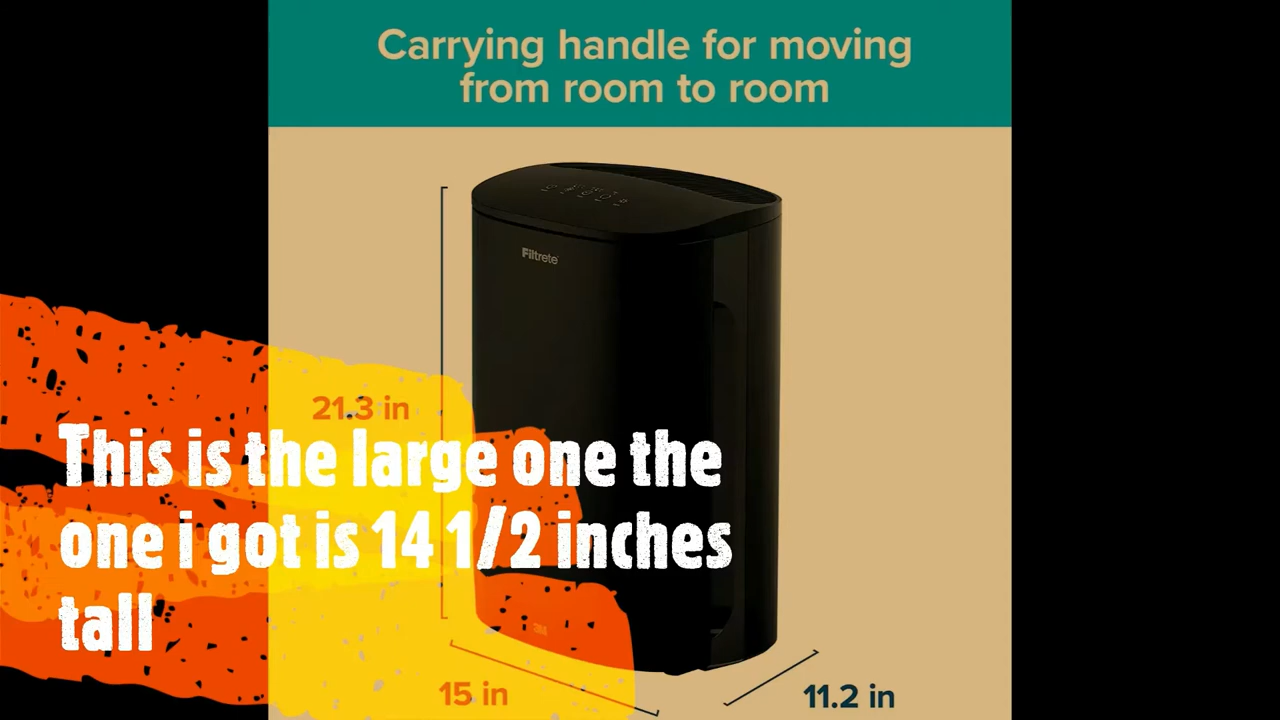 Carrying handle for moving
from room to room
Filtrete
21.3 in
This is the large one the
one i got is 14 1/2 inches
tall
3M
15 in
11.2 in